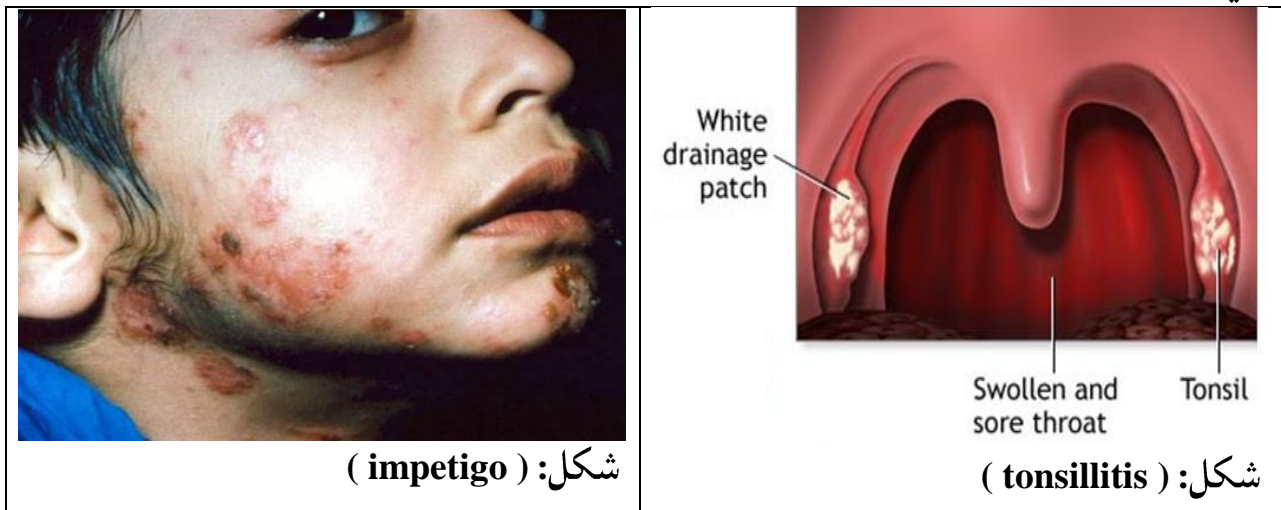 White
drainage
patch
Swollen and
sore throat
Tonsil
شكل: ( impetigo )
شكل: ( tonsillitis )